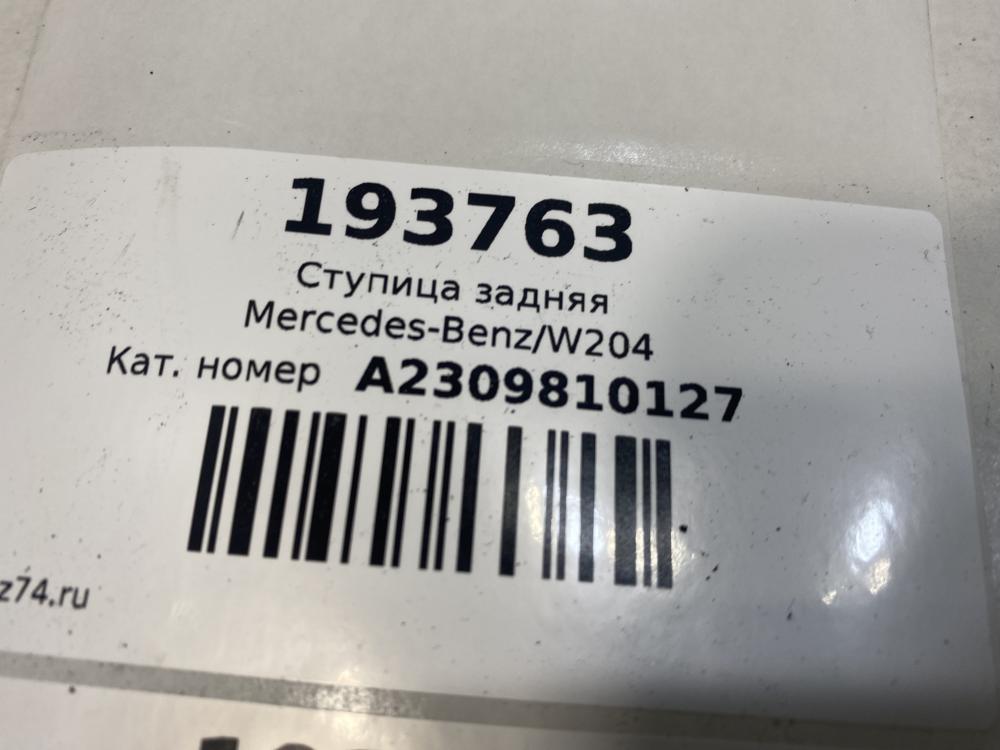 193763
Ступица задняя
Mercedes-Benz/W204
Кат. номер A2309810127
z74.ru